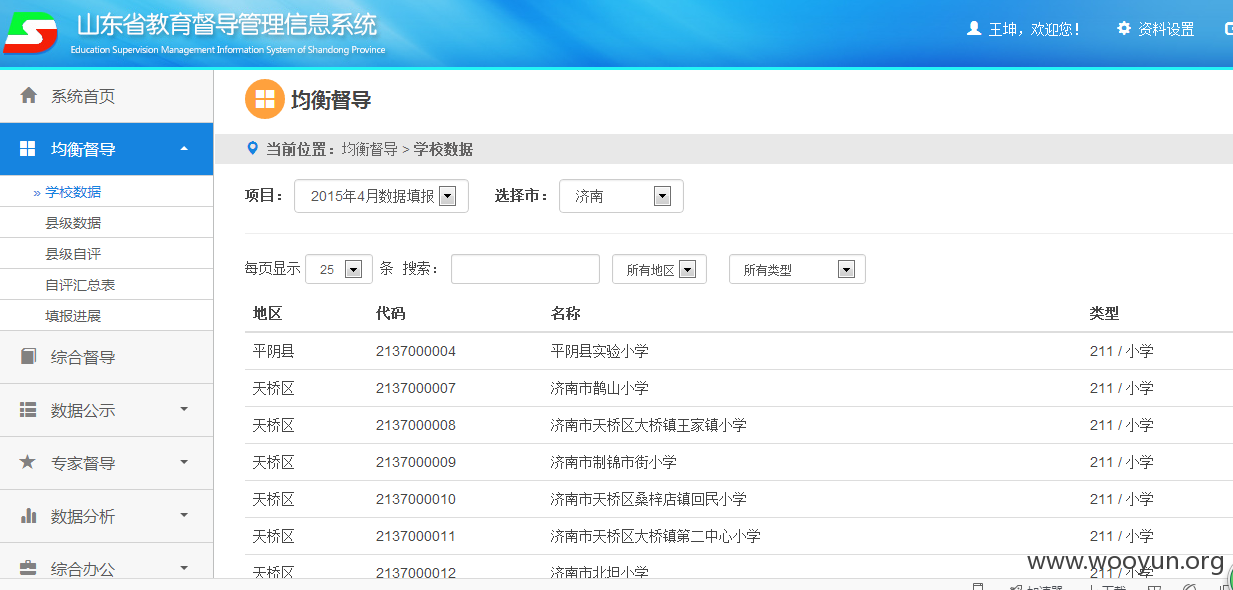 山东省教育督导管理信息系统
Education Supervision Management Information System of Shandong Province
王坤，欢迎您！ 资料设置
系统首页
均衡督导
» 学校数据
县级数据
县级自评
自评汇总表
填报进展
综合督导
数据公示
专家督导
数据分析
综合办公
均衡督导
当前位置：均衡督导 > 学校数据
项目： 2015年4月数据填报 选择市： 济南
每页显示 25 条 搜索： 所有地区 所有类型
地区 代码 名称 类型
平阴县 2137000004 平阴县实验小学 211 / 小学
天桥区 2137000007 济南市鹊山小学 211 / 小学
天桥区 2137000008 济南市天桥区大桥镇王家镇小学 211 / 小学
天桥区 2137000009 济南市制锦市街小学 211 / 小学
天桥区 2137000010 济南市天桥区桑梓店镇回民小学 211 / 小学
天桥区 2137000011 济南市天桥区大桥镇第二中心小学 211 / 小学
天桥区 2137000012 济南市北坦小学 211 / 小学
www.wooyun.org